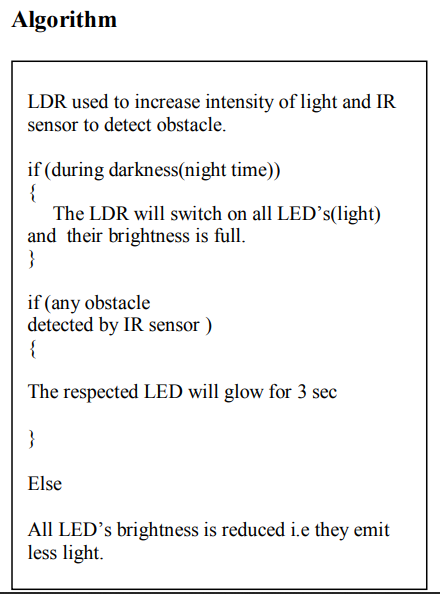 Algorithm
LDR used to increase intensity of light and IR
sensor to detect obstacle.
if (during darkness(night time))
{
The LDR will switch on all LED's(light)
and their brightness is full.
}
if (any obstacle
detected by IR sensor )
{
The respected LED will glow for 3 sec
}
Else
All LED's brightness is reduced i.e they emit
less light.